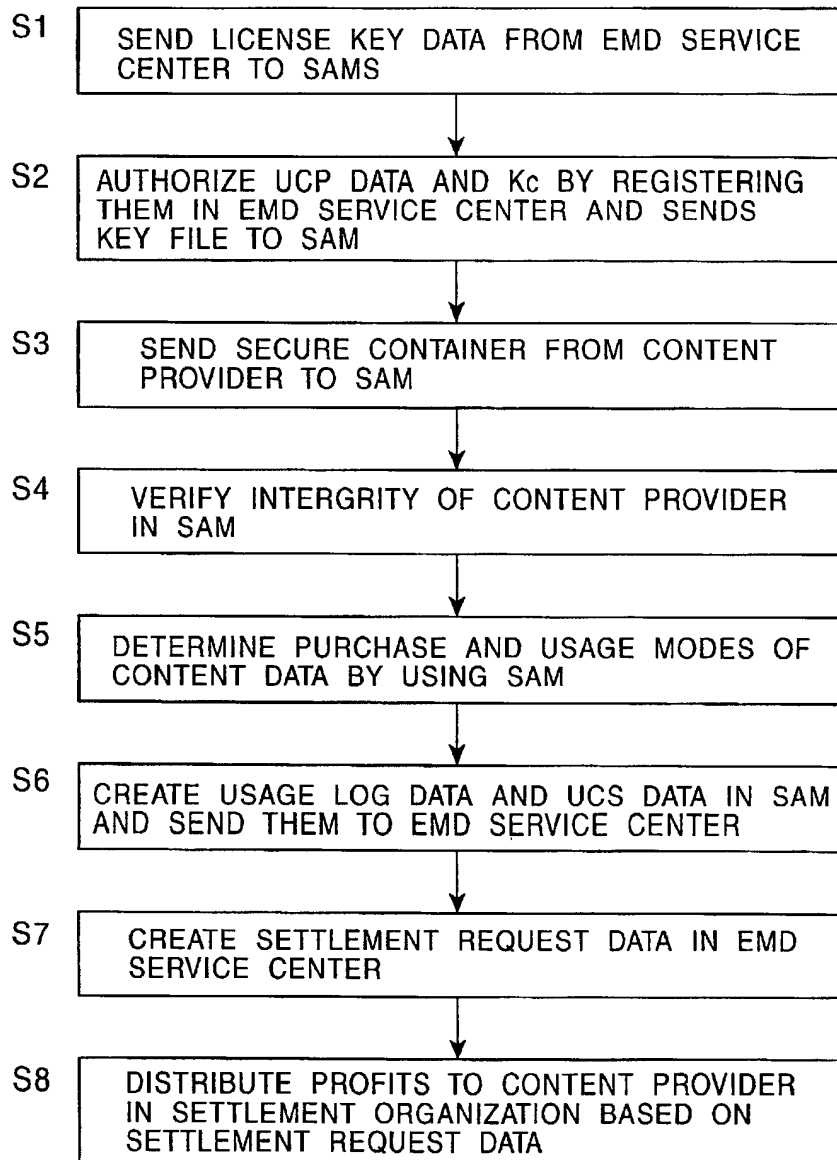 S1
SEND LICENSE KEY DATA FROM EMD SERVICE
CENTER TO SAMS
S2
AUTHORIZE UCP DATA AND Kc BY REGISTERING
THEM IN EMD SERVICE CENTER AND SENDS
KEY FILE TO SAM
S3
SEND SECURE CONTAINER FROM CONTENT
PROVIDER TO SAM
S4
VERIFY INTERGRITY OF CONTENT PROVIDER
IN SAM
S5
DETERMINE PURCHASE AND USAGE MODES OF
CONTENT DATA BY USING SAM
S6
CREATE USAGE LOG DATA AND UCS DATA IN SAM
AND SEND THEM TO EMD SERVICE CENTER
S7
CREATE SETTLEMENT REQUEST DATA IN EMD
SERVICE CENTER
S8
DISTRIBUTE PROFITS TO CONTENT PROVIDER
IN SETTLEMENT ORGANIZATION BASED ON
SETTLEMENT REQUEST DATA